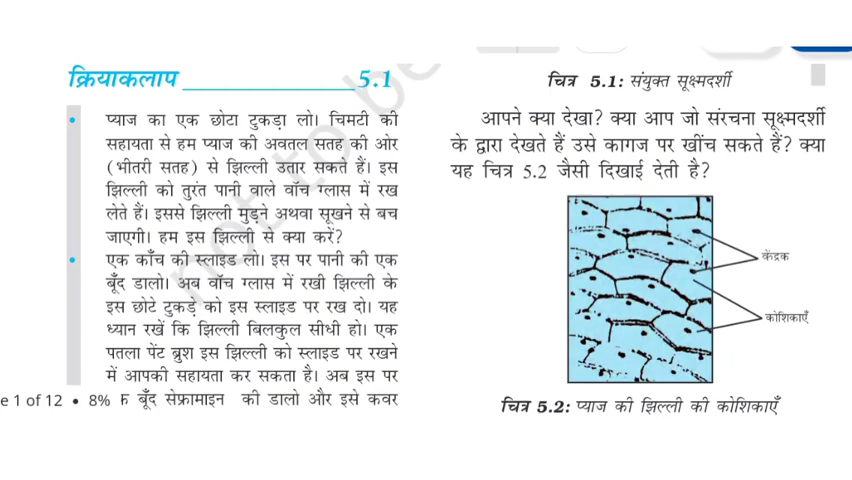 क्रियाकलाप 5.1
• प्याज का एक छोटा टुकड़ा लो। चिमटी की
सहायता से हम प्याज की अवतल सतह की ओर
(भीतरी सतह) से झिल्ली उतार सकते हैं। इस
झिल्ली को तुरंत पानी वाले वॉच ग्लास में रख
लेते हैं। इससे झिल्ली मुड़ने अथवा सूखने से बच
जाएगी। हम इस झिल्ली से क्या करें?
• एक काँच की स्लाइड लो। इस पर पानी की एक
बूँद डालो। अब वॉच ग्लास में रखी झिल्ली के
इस छोटे टुकड़े को इस स्लाइड पर रख दो। यह
ध्यान रखें कि झिल्ली बिलकुल सीधी हो। एक
पतला पेंट ब्रुश इस झिल्ली को स्लाइड पर रखने
में आपकी सहायता कर सकता है। अब इस पर
बूँद सेफ्रामाइन की डालो और इसे कवर
e 1 of 12 • 8%
चित्र 5.1: संयुक्त सूक्ष्मदर्शी
आपने क्या देखा? क्या आप जो संरचना सूक्ष्मदर्शी
के द्वारा देखते हैं उसे कागज पर खींच सकते हैं? क्या
यह चित्र 5.2 जैसी दिखाई देती है?
केंद्रक
कोशिकाएँ
चित्र 5.2: प्याज की झिल्ली की कोशिकाएँ
not to be